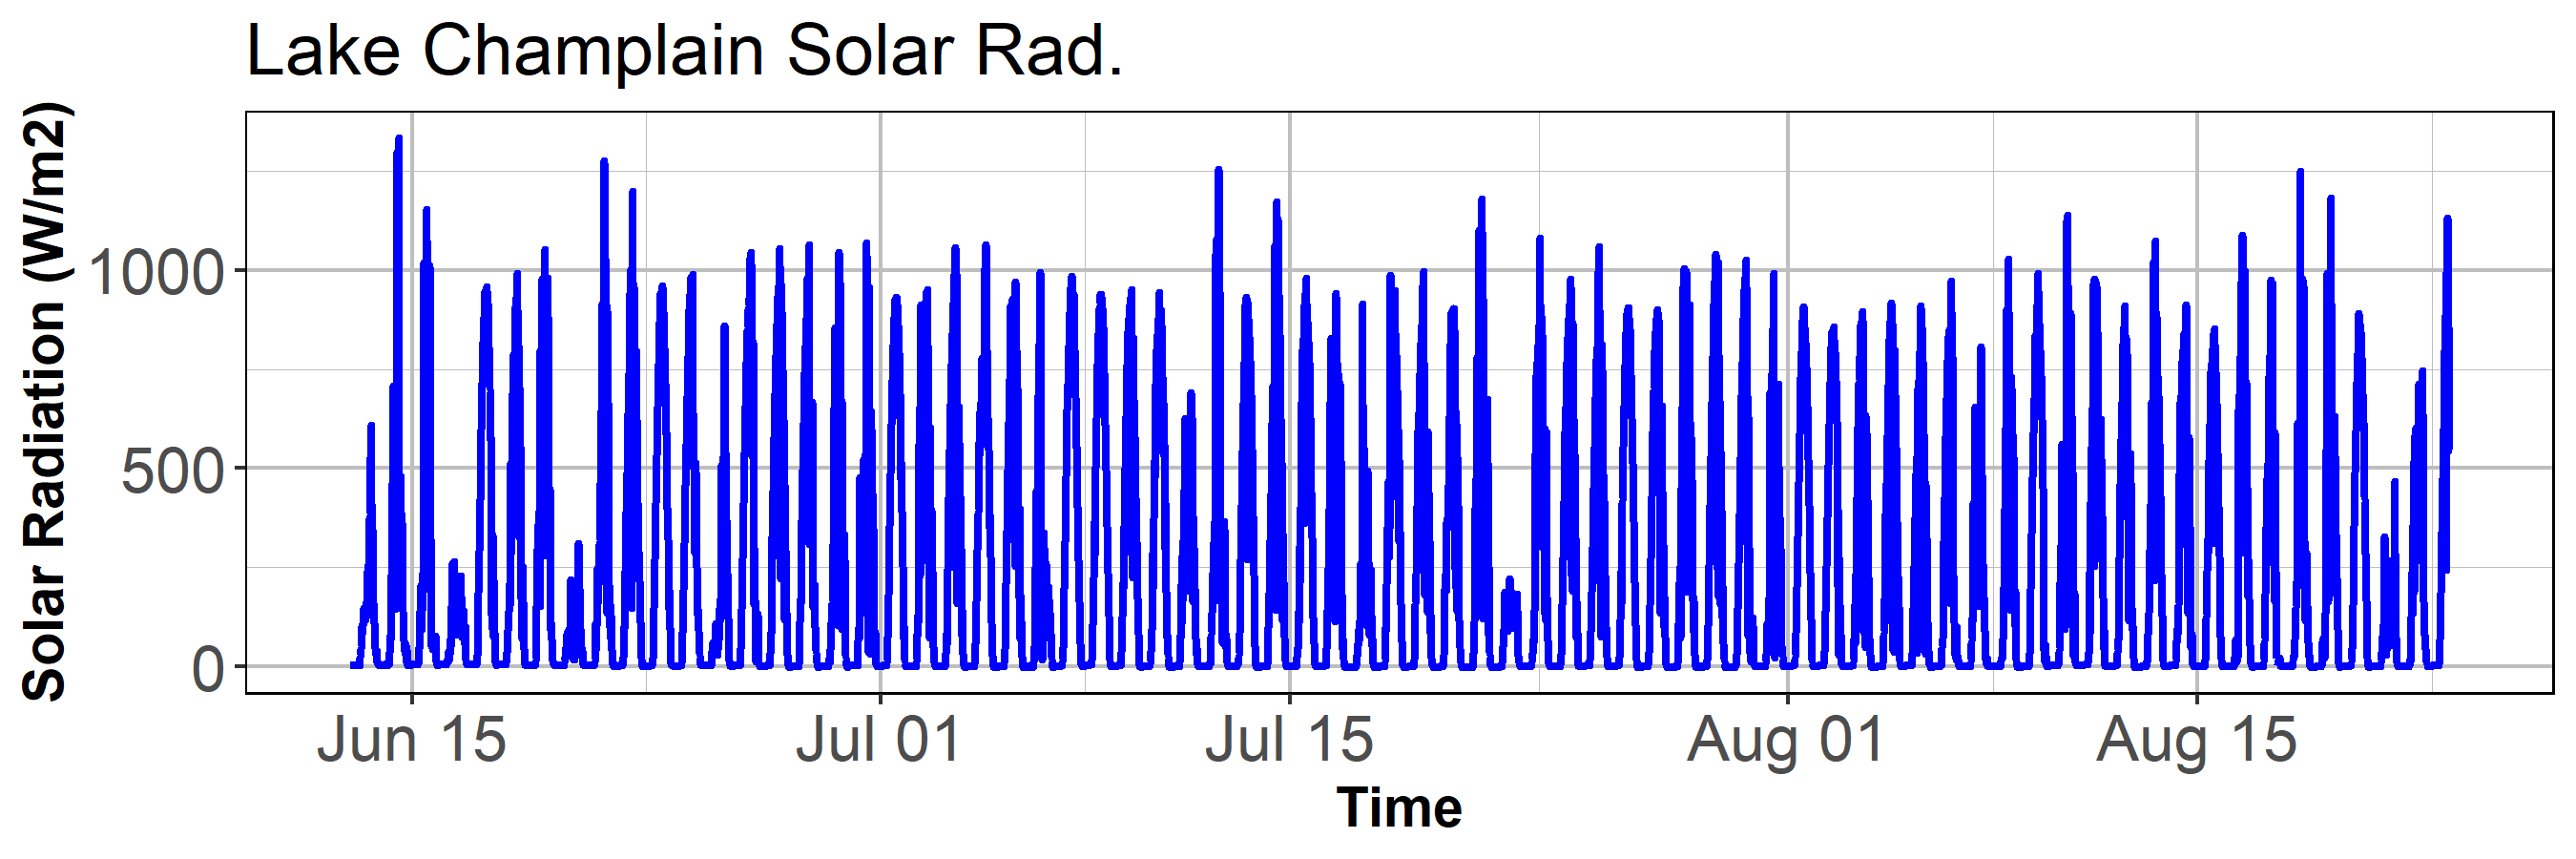 Lake Champlain Solar Rad.
Solar Radiation (W/m2)
1000
500
0
Jun 15 Jul 01 Jul 15 Aug 01 Aug 15
Time